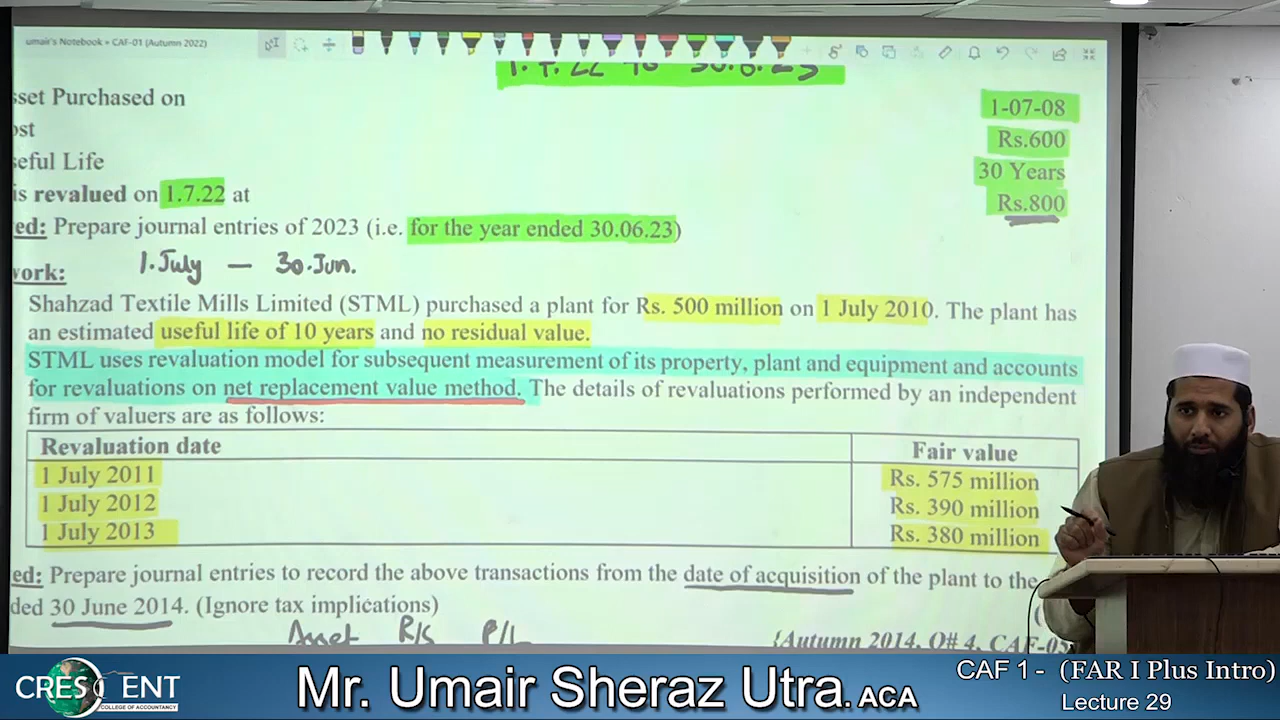 umair's Notebook » CAF-01 (Autumn 2022)
1.7.22 to 30.6.23
sset Purchased on 1-07-08
ost Rs.600
seful Life 30 Years
is revalued on 1.7.22 at Rs.800
ed: Prepare journal entries of 2023 (i.e. for the year ended 30.06.23)
work: 1.July — 30.Jun.
Shahzad Textile Mills Limited (STML) purchased a plant for Rs. 500 million on 1 July 2010. The plant has
an estimated useful life of 10 years and no residual value.
STML uses revaluation model for subsequent measurement of its property, plant and equipment and accounts
for revaluations on net replacement value method. The details of revaluations performed by an independent
firm of valuers are as follows:
Revaluation date Fair value
1 July 2011 Rs. 575 million
1 July 2012 Rs. 390 million
1 July 2013 Rs. 380 million
ed: Prepare journal entries to record the above transactions from the date of acquisition of the plant to the
ded 30 June 2014. (Ignore tax implications)
Asset R/S P/L
{Autumn 2014, Q# 4, CAF-05
CRESCENT
COLLEGE OF ACCOUNTANCY
Mr. Umair Sheraz Utra. ACA
CAF 1 - (FAR I Plus Intro)
Lecture 29